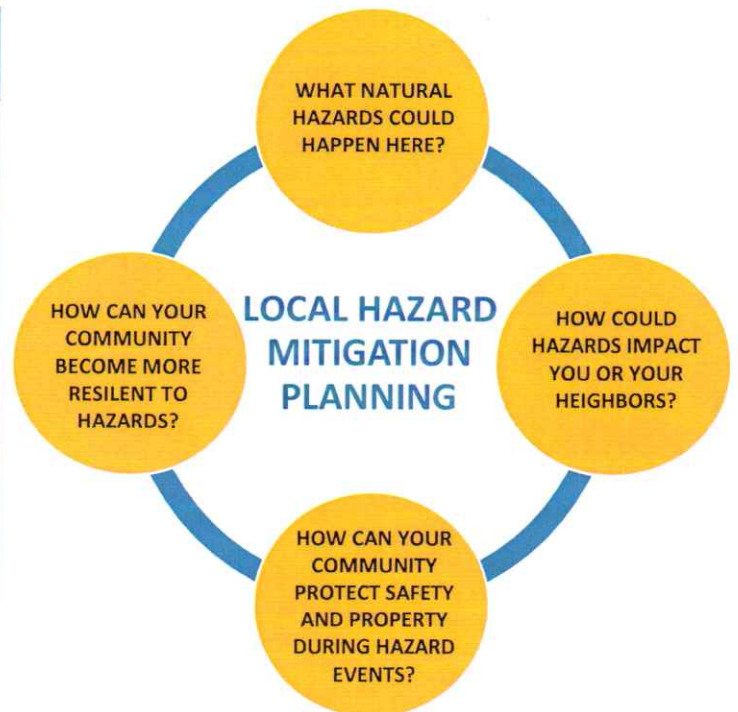 WHAT NATURAL
HAZARDS COULD
HAPPEN HERE?
LOCAL HAZARD
MITIGATION
PLANNING
HOW COULD
HAZARDS IMPACT
YOU OR YOUR
HEIGHBORS?
HOW CAN YOUR
COMMUNITY
PROTECT SAFETY
AND PROPERTY
DURING HAZARD
EVENTS?
HOW CAN YOUR
COMMUNITY
BECOME MORE
RESILENT TO
HAZARDS?